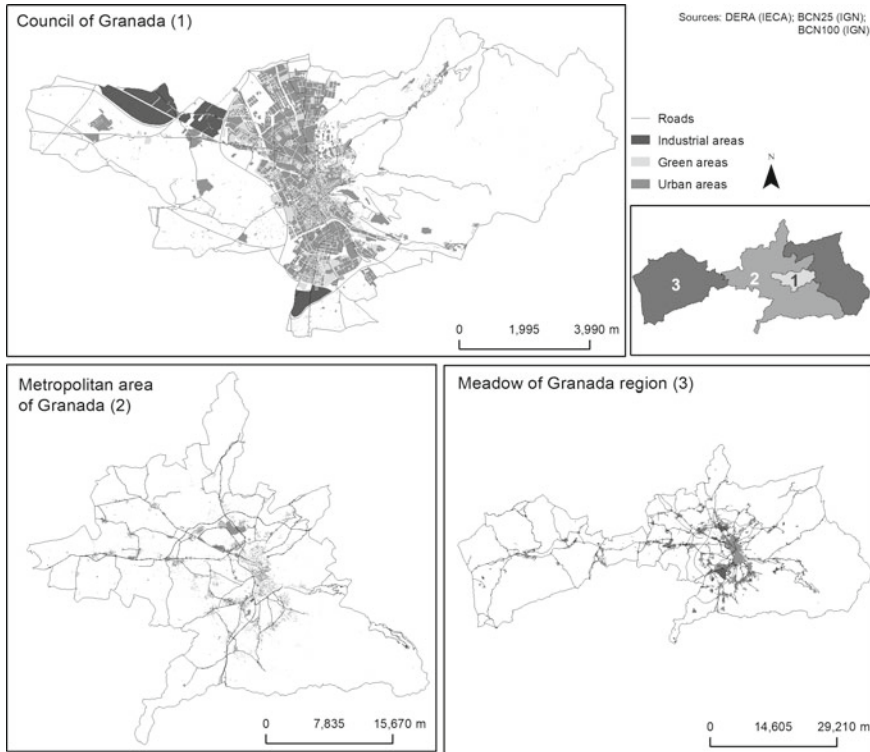 Council of Granada (1)
Sources: DERA (IECA); BCN25 (IGN);
BCN100 (IGN)
Roads
Industrial areas
Green areas
Urban areas
N
0 1,995 3,990 m
3
2
1
Metropolitan area
of Granada (2)
0 7,835 15,670 m
Meadow of Granada region (3)
0 14,605 29,210 m